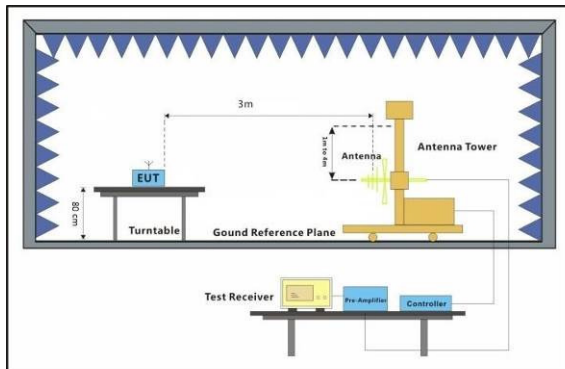 3m
1m to 4m
Antenna
Antenna Tower
EUT
80 cm
Turntable
Gound Reference Plane
Test Receiver
Pre-Amplifier
Controller